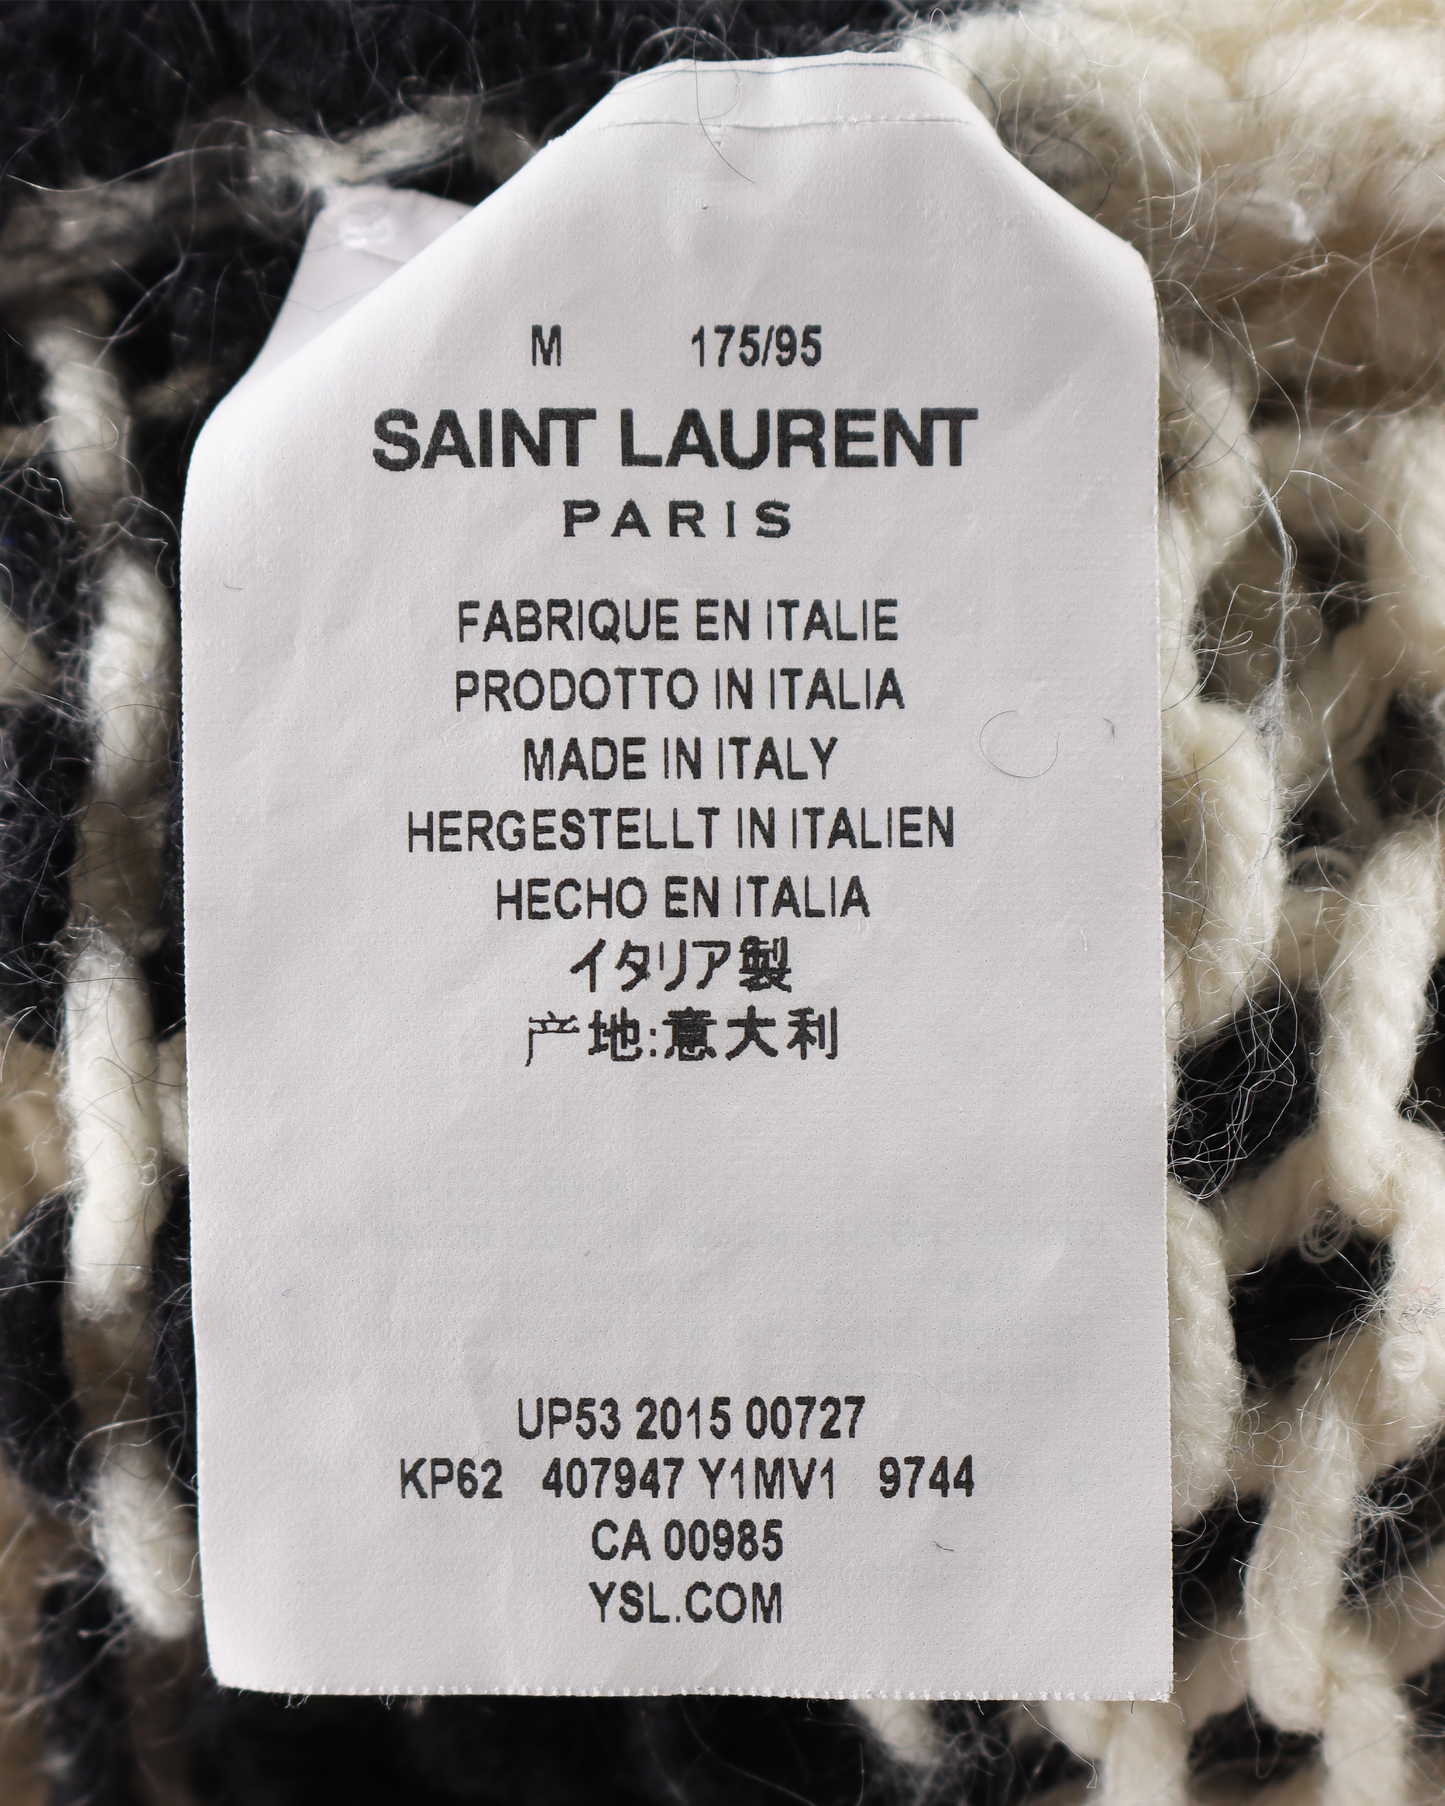 M 175/95
SAINT LAURENT
PARIS
FABRIQUE EN ITALIE
PRODOTTO IN ITALIA
MADE IN ITALY
HERGESTELLT IN ITALIEN
HECHO EN ITALIA
イタリア製
产地:意大利
UP53 2015 00727
KP62 407947 Y1MV1 9744
CA 00985
YSL.COM